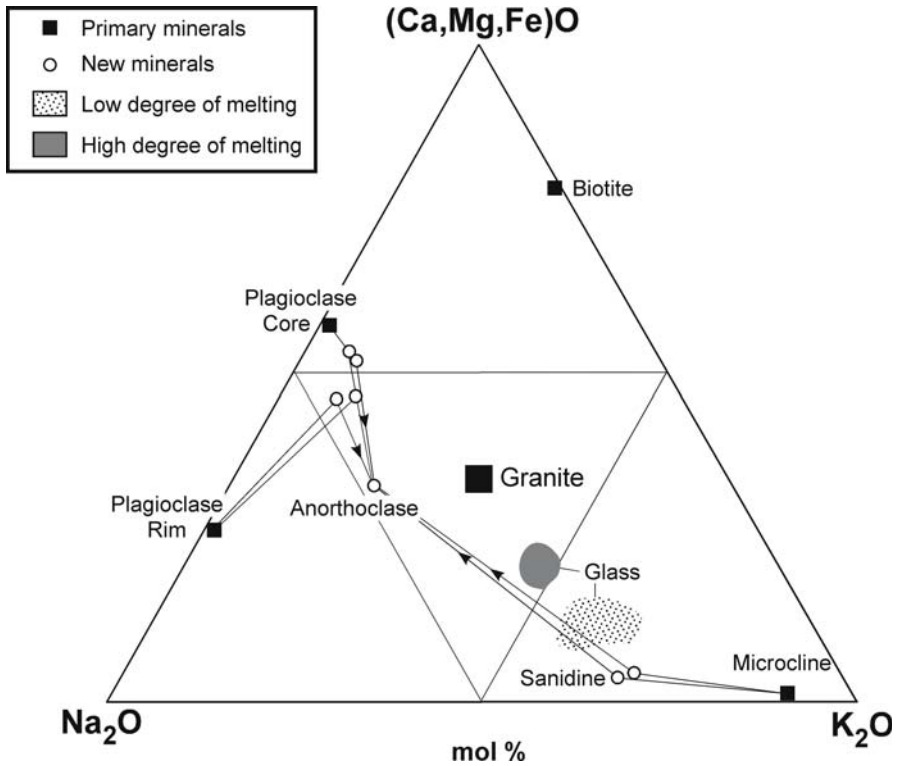 (Ca,Mg,Fe)O
Primary minerals
New minerals
Low degree of melting
High degree of melting
Biotite
Plagioclase
Core
Granite
Plagioclase
Rim
Anorthoclase
Glass
Sanidine
Microcline
Na₂O
K₂O
mol %